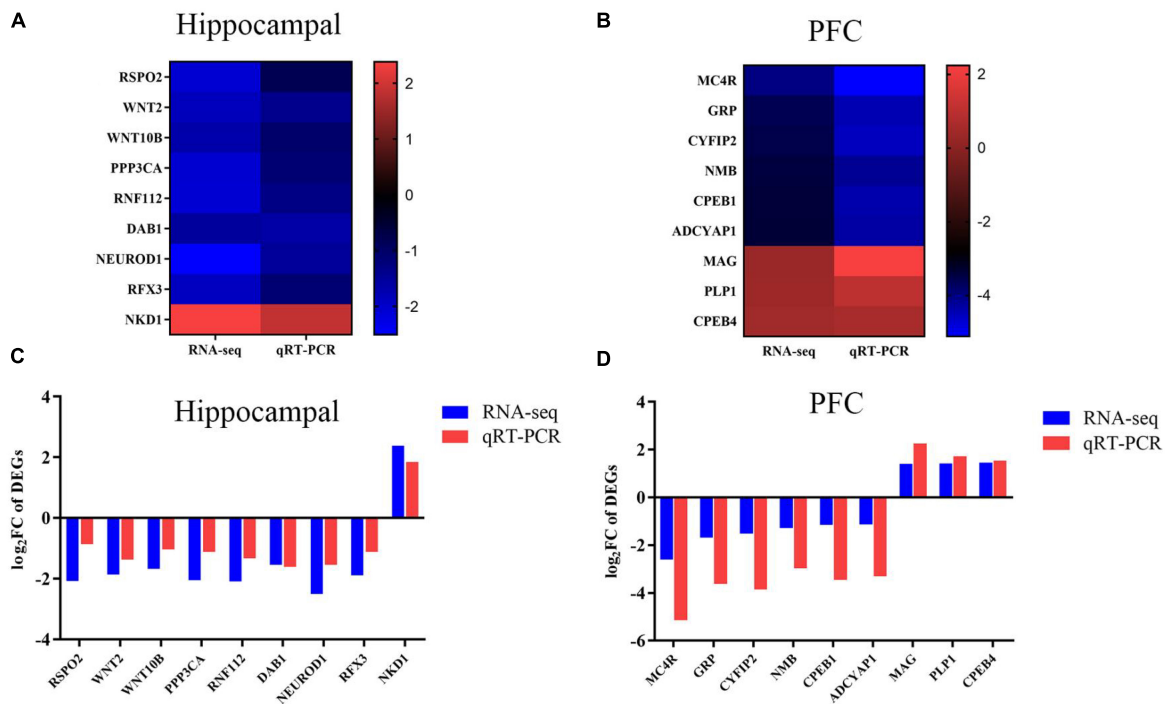 A
Hippocampal
RSPO2
WNT2
WNT10B
PPP3CA
RNF112
DAB1
NEUROD1
RFX3
NKD1
RNA-seq qRT-PCR
2
1
0
-1
-2
B
PFC
MC4R
GRP
CYFIP2
NMB
CPEB1
ADCYAP1
MAG
PLP1
CPEB4
RNA-seq qRT-PCR
2
0
-2
-4
C
Hippocampal
RNA-seq
qRT-PCR
log₂FC of DEGs
4
2
0
-2
-4
RSPO2 WNT2 WNT10B PPP3CA RNF112 DAB1 NEUROD1 RFX3 NKD1
D
PFC
RNA-seq
qRT-PCR
log₂FC of DEGs
4
2
0
-2
-4
-6
MC4R GRP CYFIP2 NMB CPEB1 ADCYAP1 MAG PLP1 CPEB4